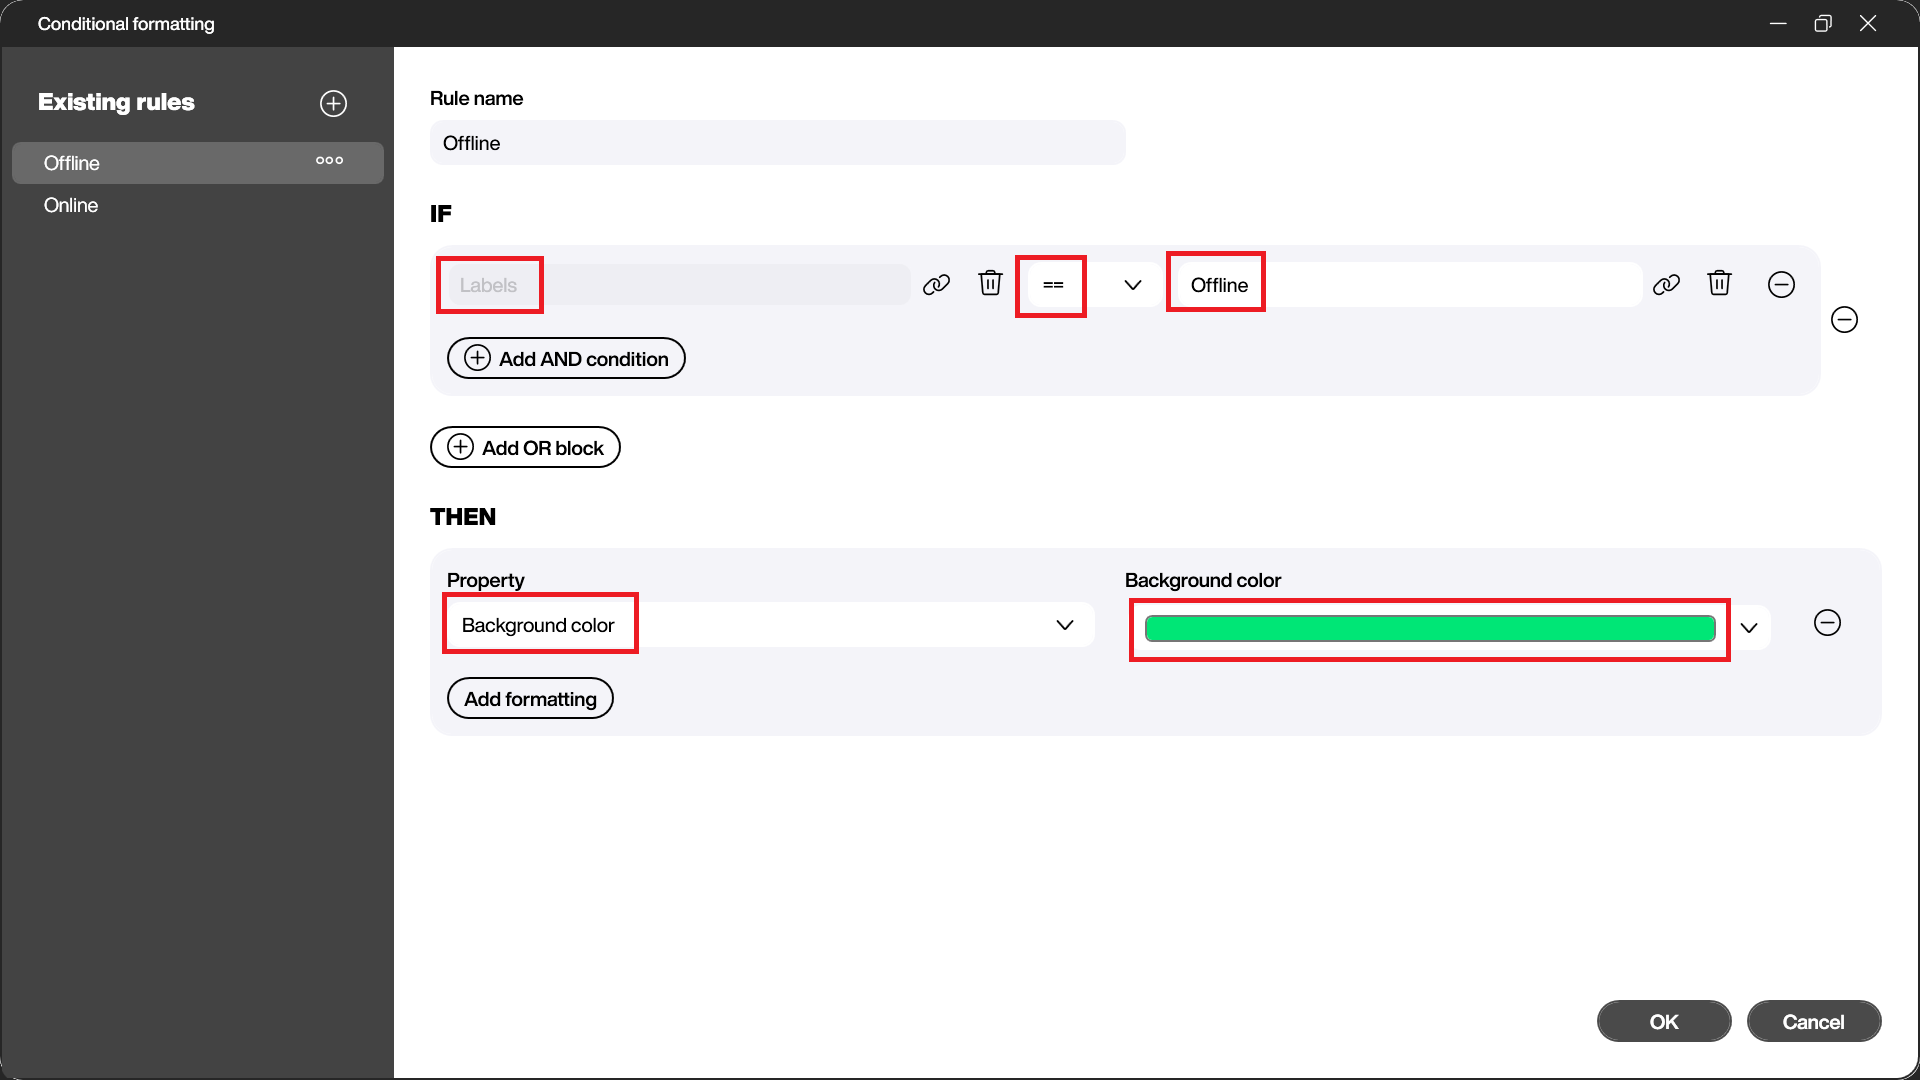 Conditional formatting
Existing rules
Offline
Online
Rule name
Offline
IF
Labels == Offline
Add AND condition
Add OR block
THEN
Property Background color
Background color
Add formatting
OK Cancel